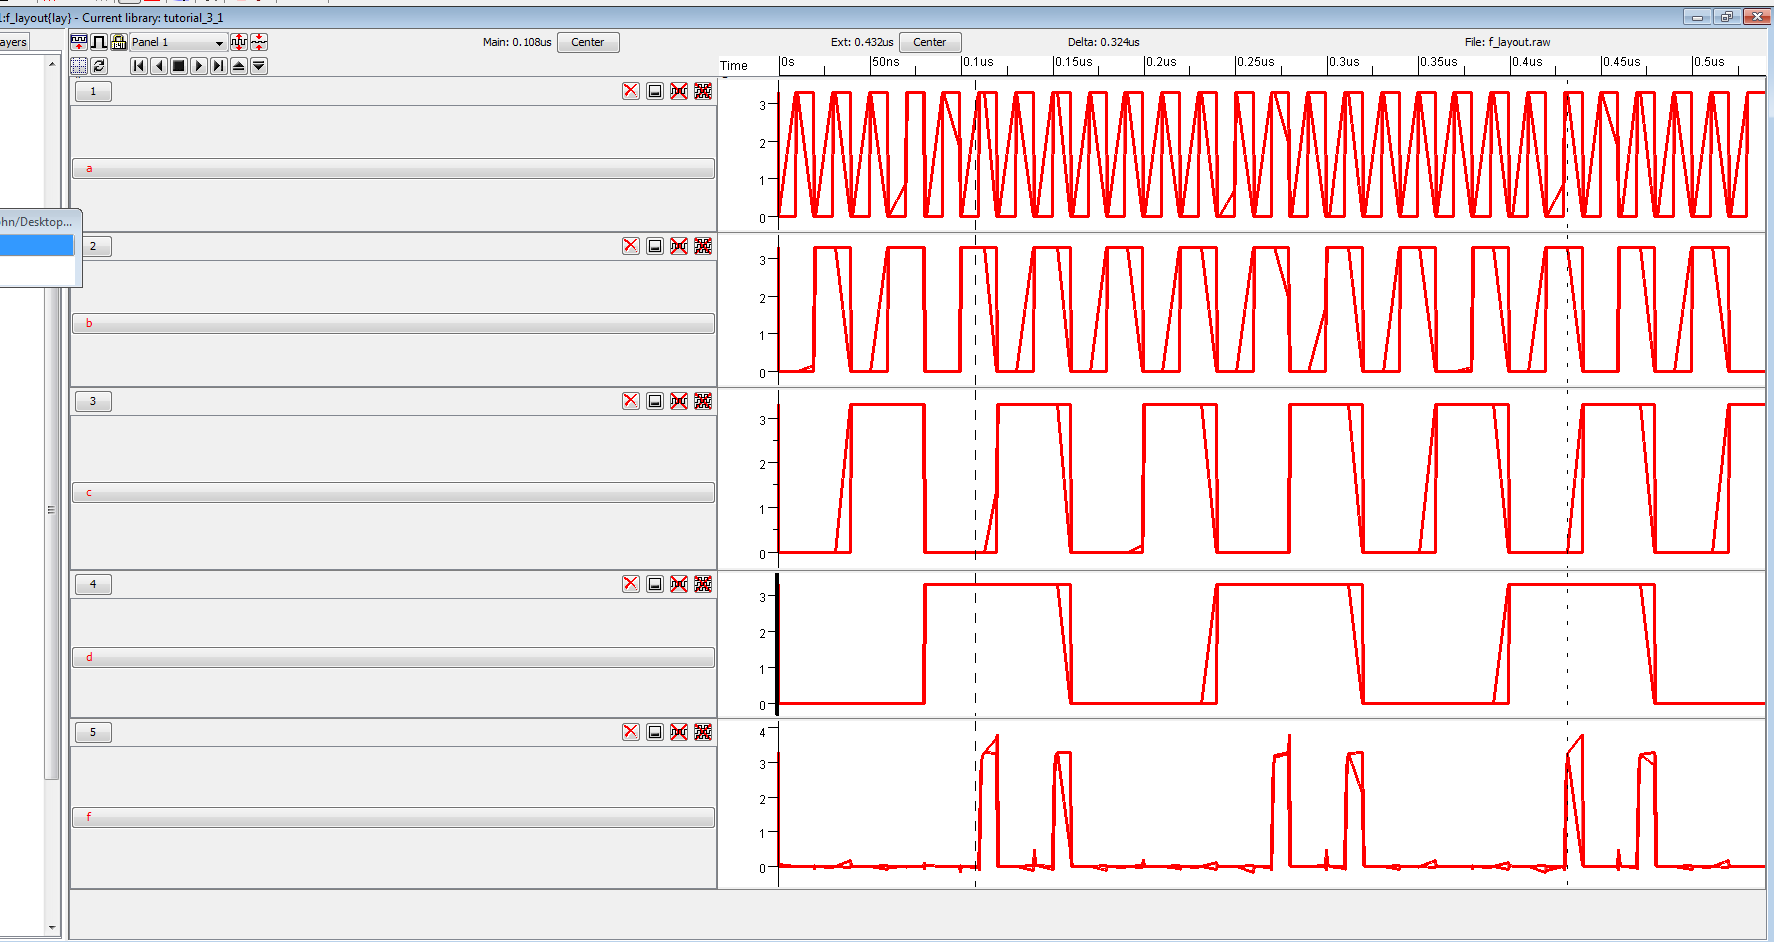 1:f_layout{lay} - Current library: tutorial_3_1
ayers
Panel 1
Main: 0.108us Center Ext: 0.432us Center Delta: 0.324us File: f_layout.raw
Time 0s 50ns 0.1us 0.15us 0.2us 0.25us 0.3us 0.35us 0.4us 0.45us 0.5us
1
a
3
2
1
0
ohn/Desktop...
2
b
3
2
1
0
3
c
3
2
1
0
4
d
3
2
1
0
5
f
4
3
2
1
0